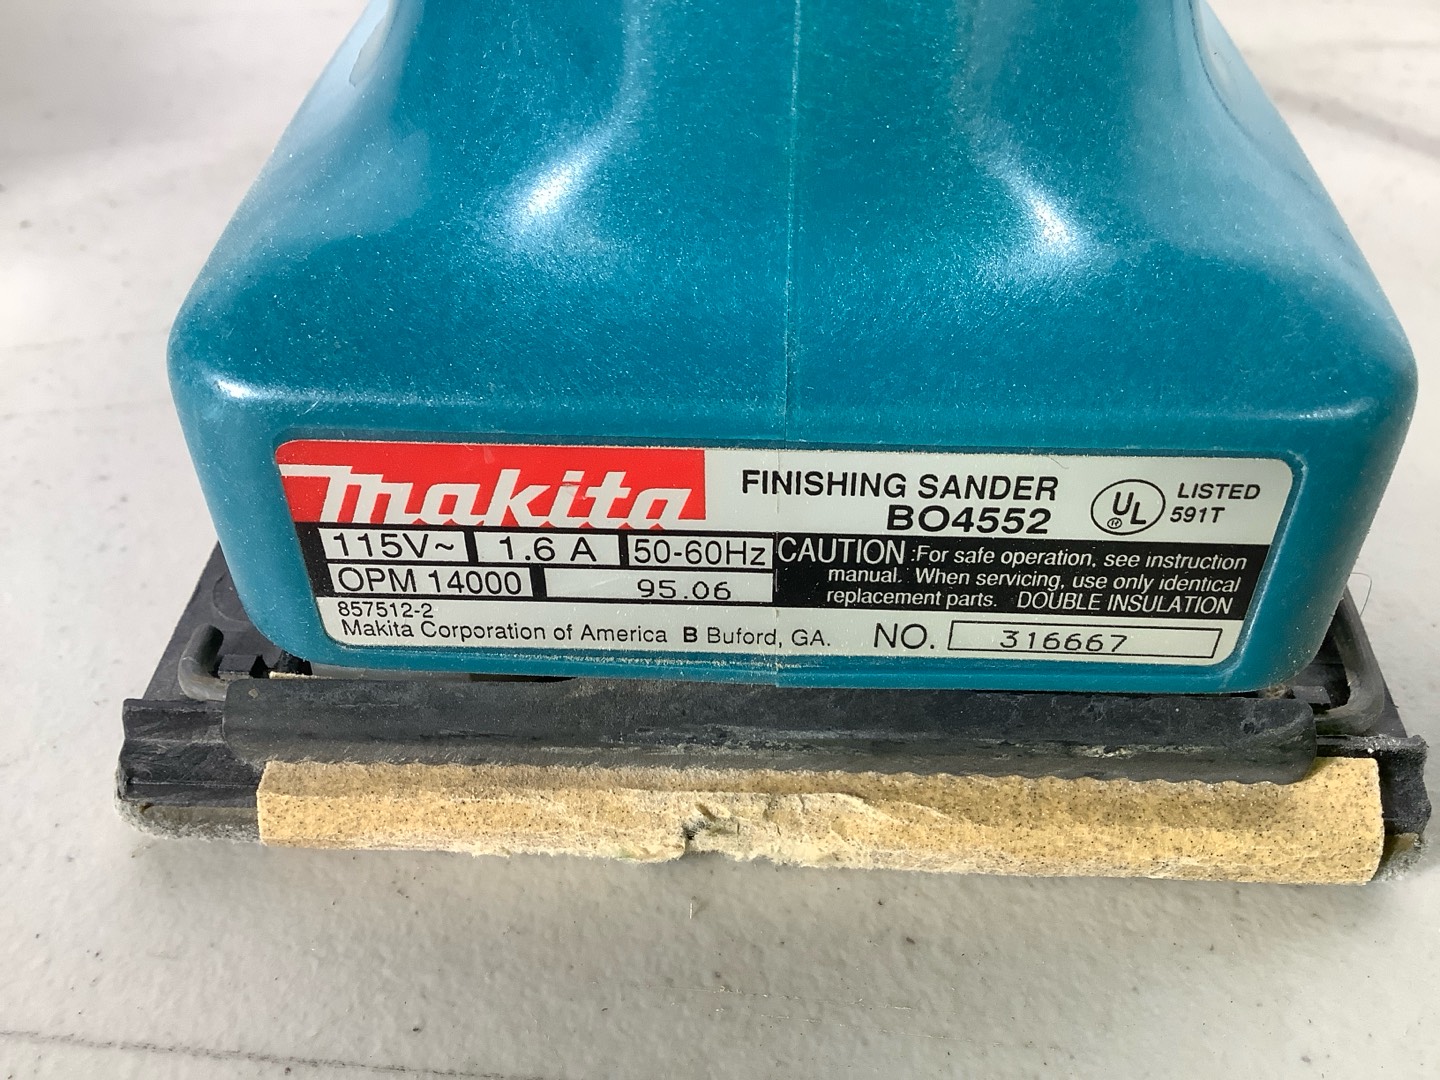 makita
FINISHING SANDER
BO4552
UL ®
LISTED
591T
115V~ 1.6 A 50-60Hz
OPM 14000 95.06
CAUTION :For safe operation, see instruction
manual. When servicing, use only identical
replacement parts. DOUBLE INSULATION
857512-2
Makita Corporation of America B Buford, GA.
NO. 316667